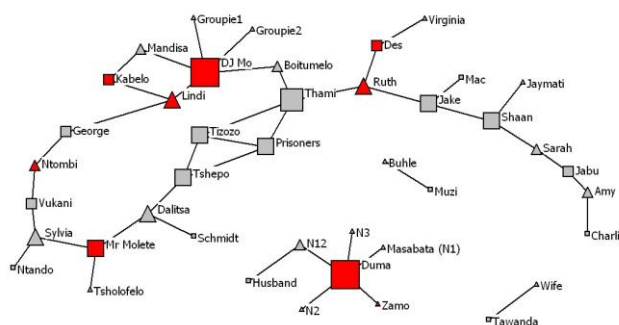 Groupie1
Virginia
Groupie2
Mandisa
Des
DJ Mo
Boitumelo
Kabelo
Ruth
Mac
Lindi
Thami
Jake
Jaymati
George
Tizozo
Shaan
Prisoners
Sarah
Ntombi
Buhle
Jabu
Tshepo
Amy
Vukani
Muzi
Dalitsa
Sylvia
N3
Charli
Mr Molete
Schmidt
N12
Masabata (N1)
Ntando
Duma
Husband
Wife
Tsholofelo
N2
Zamo
Tawanda